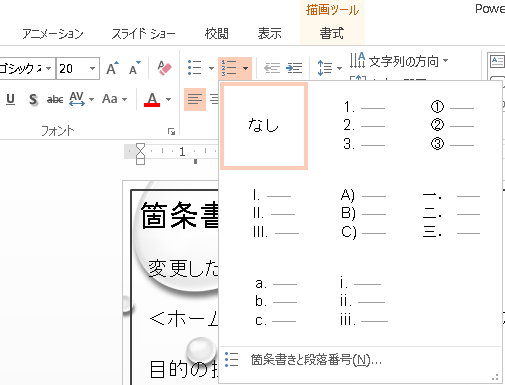 描画ツール
Powe
アニメーション スライド ショー 校閲 表示 書式
ゴシック 20 A A 文字列の方向
U S abc AV Aa A
フォント
1
なし
1. 2. 3.
① ② ③
I. II. III.
A) B) C)
一. 二. 三.
a. b. c.
i. ii. iii.
箇条書きと段落番号(N)...
箇条書
変更した
<ホーム
目的の